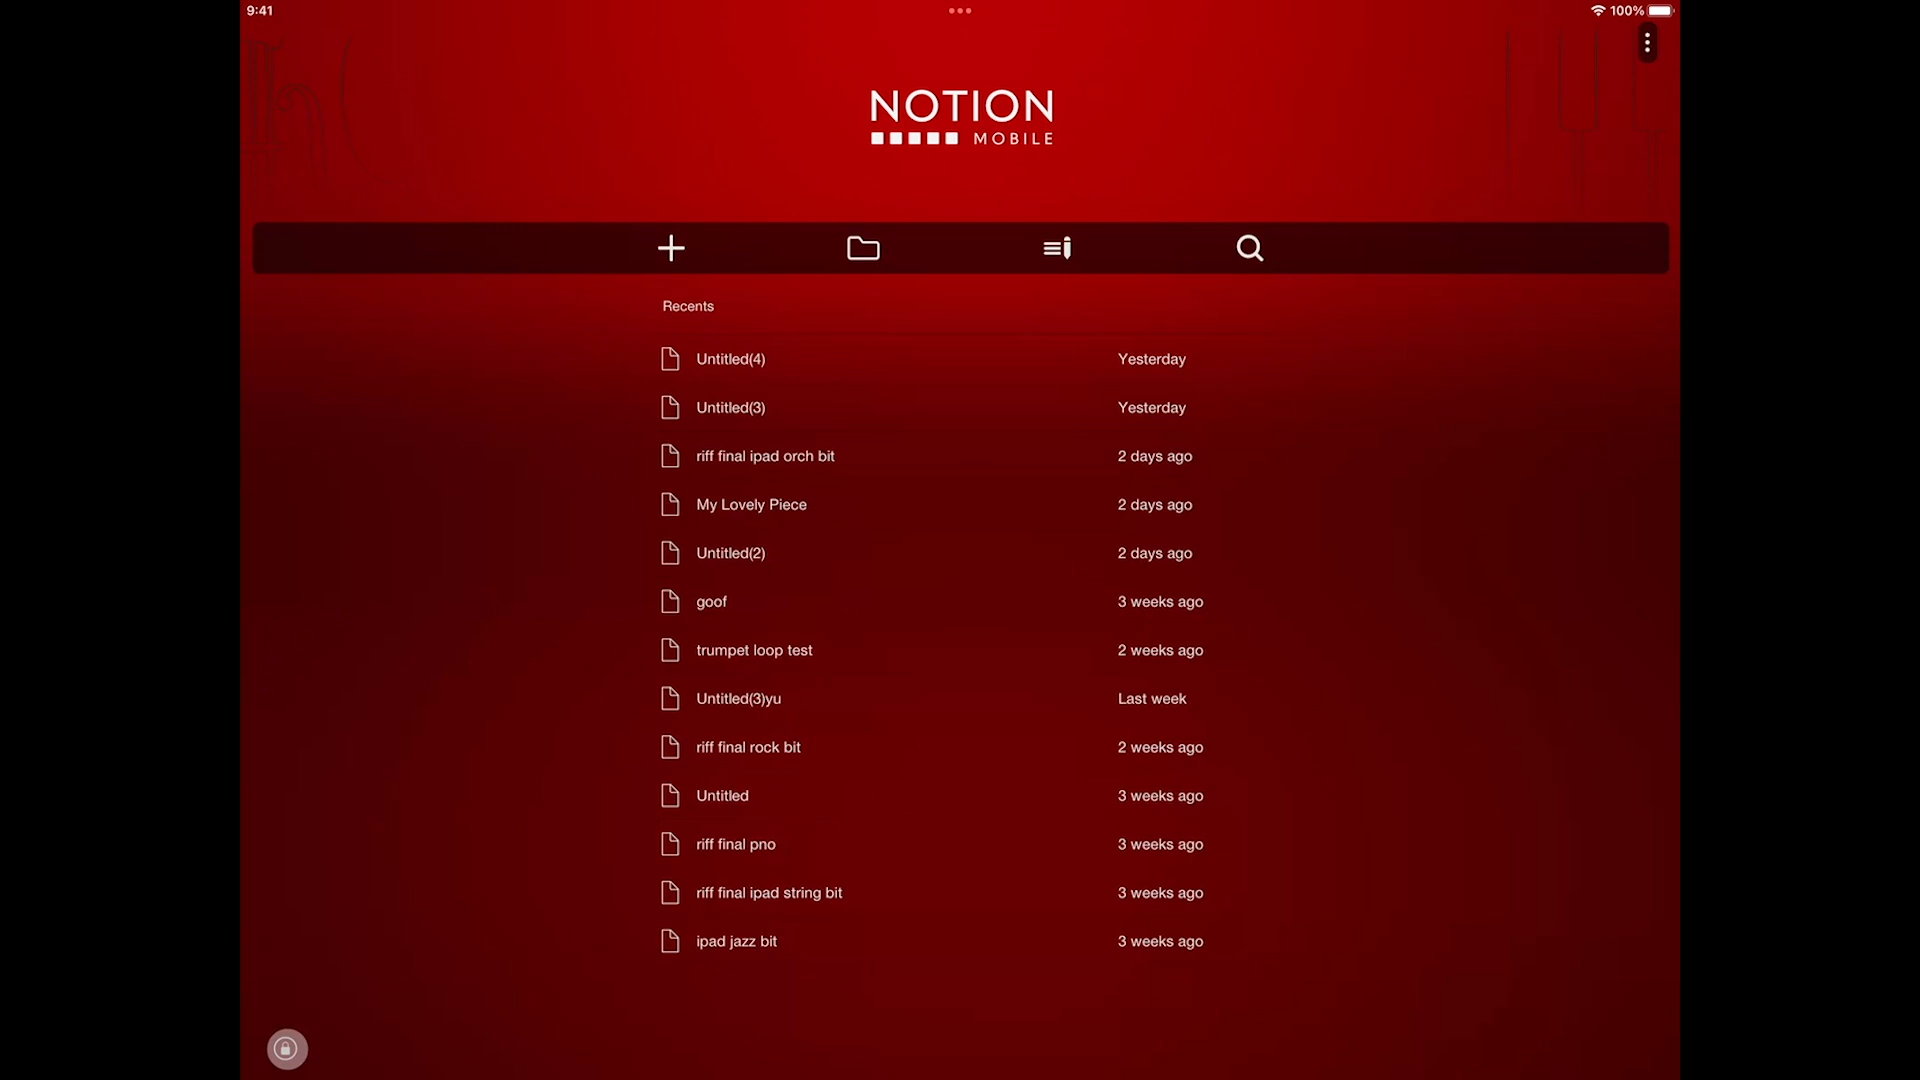 9:41
100%
NOTION
MOBILE
Recents
Untitled(4) Yesterday
Untitled(3) Yesterday
riff final ipad orch bit 2 days ago
My Lovely Piece 2 days ago
Untitled(2) 2 days ago
goof 3 weeks ago
trumpet loop test 2 weeks ago
Untitled(3)yu Last week
riff final rock bit 2 weeks ago
Untitled 3 weeks ago
riff final pno 3 weeks ago
riff final ipad string bit 3 weeks ago
ipad jazz bit 3 weeks ago